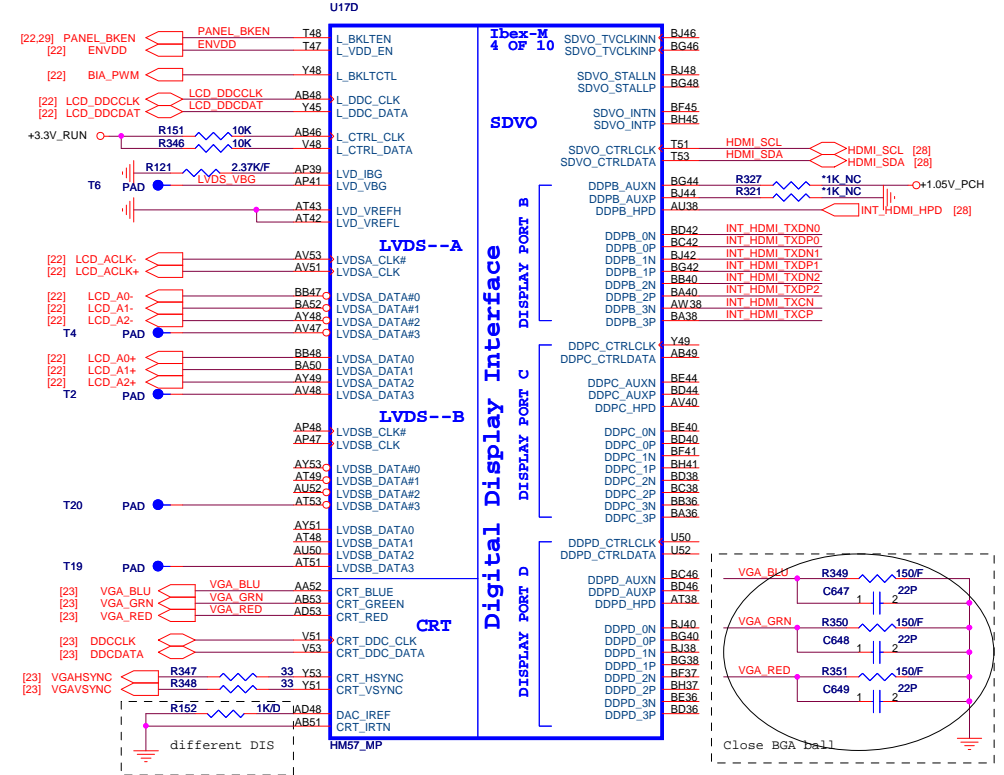 U17D
[22,29] PANEL_BKEN PANEL_BKEN T48 L_BKLTEN
[22] ENVDD ENVDD T47 L_VDD_EN
[22] BIA_PWM Y48 L_BKLTCTL
[22] LCD_DDCCLK LCD_DDCCLK AB48 L_DDC_CLK
[22] LCD_DDCDAT LCD_DDCDAT Y45 L_DDC_DATA
+3.3V_RUN R151 10K AB46 L_CTRL_CLK
R346 10K V48 L_CTRL_DATA
R121 2.37K/F AP39 LVD_IBG
T6 PAD LVDS_VBG AP41 LVD_VBG
AT43 LVD_VREFH
AT42 LVD_VREFL
LVDS--A
[22] LCD_ACLK- AV53 LVDSA_CLK#
[22] LCD_ACLK+ AV51 LVDSA_CLK
[22] LCD_A0- BB47 LVDSA_DATA#0
[22] LCD_A1- BA52 LVDSA_DATA#1
[22] LCD_A2- AY48 LVDSA_DATA#2
T4 PAD AV47 LVDSA_DATA#3
[22] LCD_A0+ BB48 LVDSA_DATA0
[22] LCD_A1+ BA50 LVDSA_DATA1
[22] LCD_A2+ AY49 LVDSA_DATA2
T2 PAD AV48 LVDSA_DATA3
LVDS--B
AP48 LVDSB_CLK#
AP47 LVDSB_CLK
AY53 LVDSB_DATA#0
AT49 LVDSB_DATA#1
AU52 LVDSB_DATA#2
T20 PAD AT53 LVDSB_DATA#3
AY51 LVDSB_DATA0
AT48 LVDSB_DATA1
AU50 LVDSB_DATA2
T19 PAD AT51 LVDSB_DATA3
[23] VGA_BLU VGA_BLU AA52 CRT_BLUE
[23] VGA_GRN VGA_GRN AB53 CRT_GREEN
[23] VGA_RED VGA_RED AD53 CRT_RED
CRT
[23] DDCCLK V51 CRT_DDC_CLK
[23] DDCDATA V53 CRT_DDC_DATA
[23] VGAHSYNC R347 33 Y53 CRT_HSYNC
[23] VGAVSYNC R348 33 Y51 CRT_VSYNC
R152 1K/D AD48 DAC_IREF
AB51 CRT_IRTN
different DIS
HM57_MP
Digital Display Interface
Ibex-M
4 OF 10
SDVO
SDVO_TVCLKINN BJ46
SDVO_TVCLKINP BG46
SDVO_STALLN BJ48
SDVO_STALLP BG48
SDVO_INTN BF45
SDVO_INTP BH45
SDVO_CTRLCLK T51 HDMI_SCL HDMI_SCL [28]
SDVO_CTRLDATA T53 HDMI_SDA HDMI_SDA [28]
DISPLAY PORT B
DDPB_AUXN BG44 R327 *1K_NC +1.05V_PCH
DDPB_AUXP BJ44 R321 *1K_NC
DDPB_HPD AU38 INT_HDMI_HPD [28]
DDPB_0N BD42 INT_HDMI_TXDN0
DDPB_0P BC42 INT_HDMI_TXDP0
DDPB_1N BJ42 INT_HDMI_TXDN1
DDPB_1P BG42 INT_HDMI_TXDP1
DDPB_2N BB40 INT_HDMI_TXDN2
DDPB_2P BA40 INT_HDMI_TXDP2
DDPB_3N AW38 INT_HDMI_TXCN
DDPB_3P BA38 INT_HDMI_TXCP
DISPLAY PORT C
DDPC_CTRLCLK Y49
DDPC_CTRLDATA AB49
DDPC_AUXN BE44
DDPC_AUXP BD44
DDPC_HPD AV40
DDPC_0N BE40
DDPC_0P BD40
DDPC_1N BF41
DDPC_1P BH41
DDPC_2N BD38
DDPC_2P BC38
DDPC_3N BB36
DDPC_3P BA36
DISPLAY PORT D
DDPD_CTRLCLK U50
DDPD_CTRLDATA U52
DDPD_AUXN BC46
DDPD_AUXP BD46
DDPD_HPD AT38
DDPD_0N BJ40
DDPD_0P BG40
DDPD_1N BJ38
DDPD_1P BG38
DDPD_2N BF37
DDPD_2P BH37
DDPD_3N BE36
DDPD_3P BD36
VGA_BLU R349 150/F
C647 1 2 22P
VGA_GRN R350 150/F
C648 1 2 22P
VGA_RED R351 150/F
C649 1 2 22P
Close BGA ball